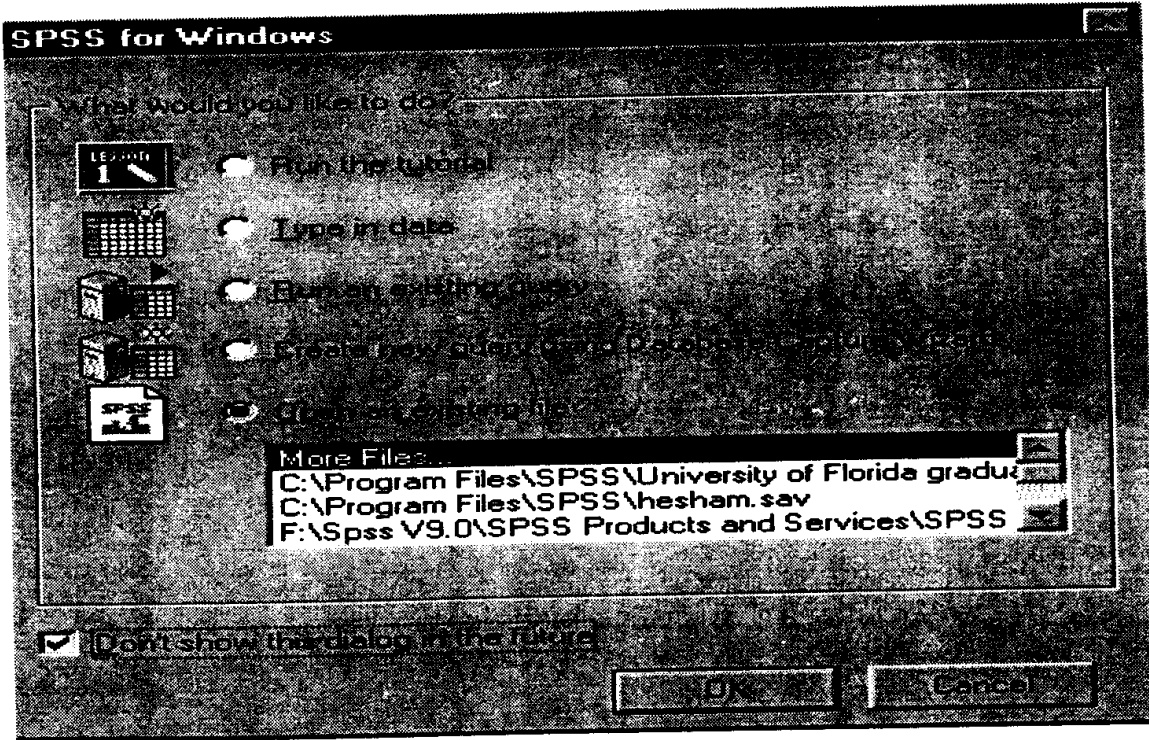 SPSS for Windows
What would you like to do?
LESSON
1
Run the tutorial
Type in data
Run an existing query
Create new query using Database Capture Wizard
SPSS
Open an existing file
More Files...
C:\Program Files\SPSS\University of Florida gradua
C:\Program Files\SPSS\hesham.sav
F:\Spss V9.0\SPSS Products and Services\SPSS
Don't show this dialog in the future
OK
Cancel